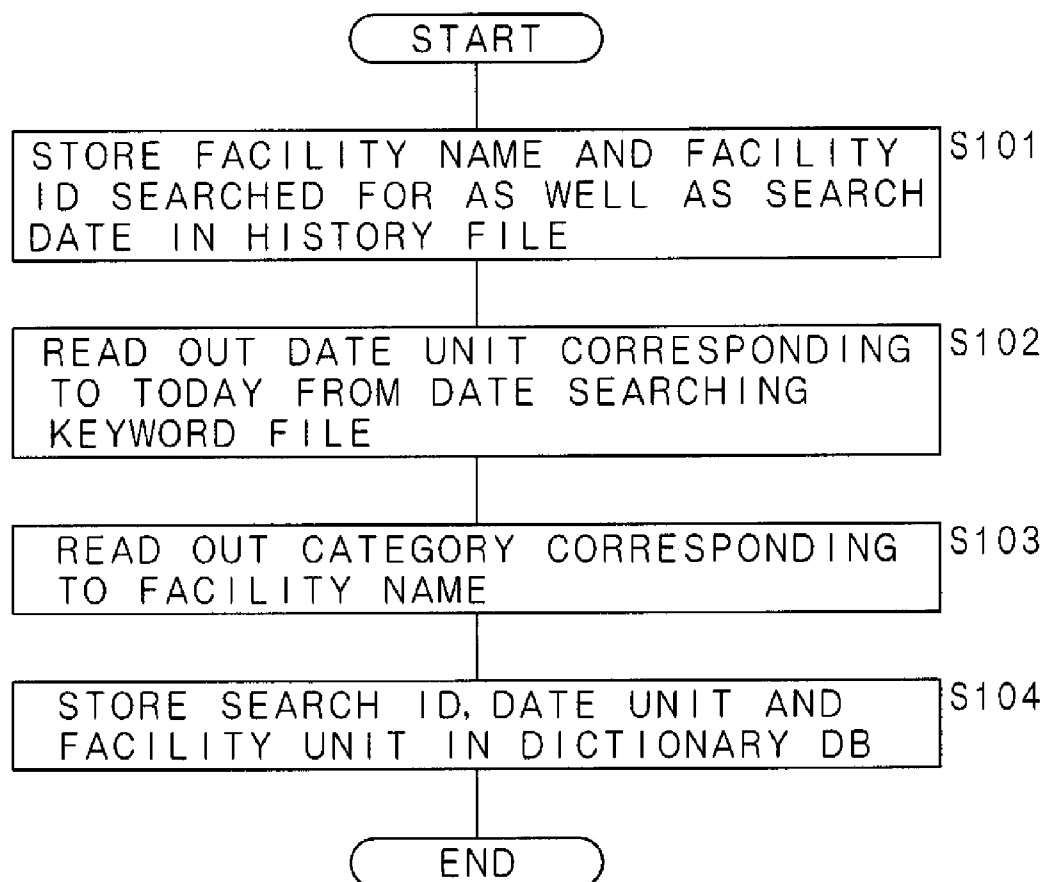 START
STORE FACILITY NAME AND FACILITY S101
ID SEARCHED FOR AS WELL AS SEARCH
DATE IN HISTORY FILE
READ OUT DATE UNIT CORRESPONDING S102
TO TODAY FROM DATE SEARCHING
KEYWORD FILE
READ OUT CATEGORY CORRESPONDING S103
TO FACILITY NAME
STORE SEARCH ID, DATE UNIT AND S104
FACILITY UNIT IN DICTIONARY DB
END